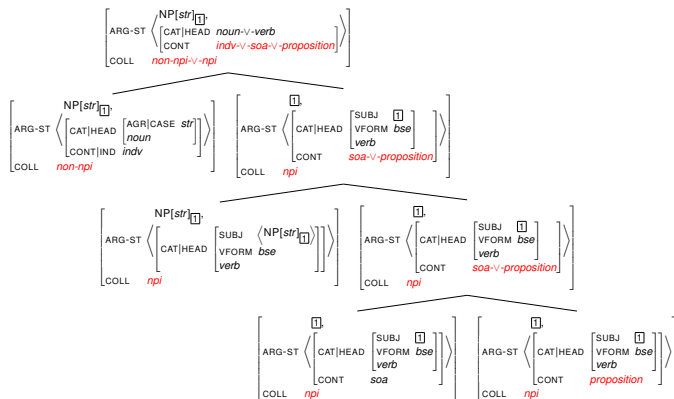 NP[str]1,
ARG-ST CAT|HEAD noun-∨-verb
CONT indv-∨-soa-∨-proposition
COLL non-npi-∨-npi
NP[str]1,
ARG-ST CAT|HEAD AGR|CASE str
noun
CONT|IND indv
COLL non-npi
1,
ARG-ST CAT|HEAD SUBJ 1
VFORM bse
verb
CONT soa-∨-proposition
COLL npi
NP[str]1,
ARG-ST CAT|HEAD SUBJ ⟨NP[str]1⟩
VFORM bse
verb
COLL npi
1,
ARG-ST CAT|HEAD SUBJ 1
VFORM bse
verb
CONT soa-∨-proposition
COLL npi
1,
ARG-ST CAT|HEAD SUBJ 1
VFORM bse
verb
CONT soa
COLL npi
1,
ARG-ST CAT|HEAD SUBJ 1
VFORM bse
verb
CONT proposition
COLL npi